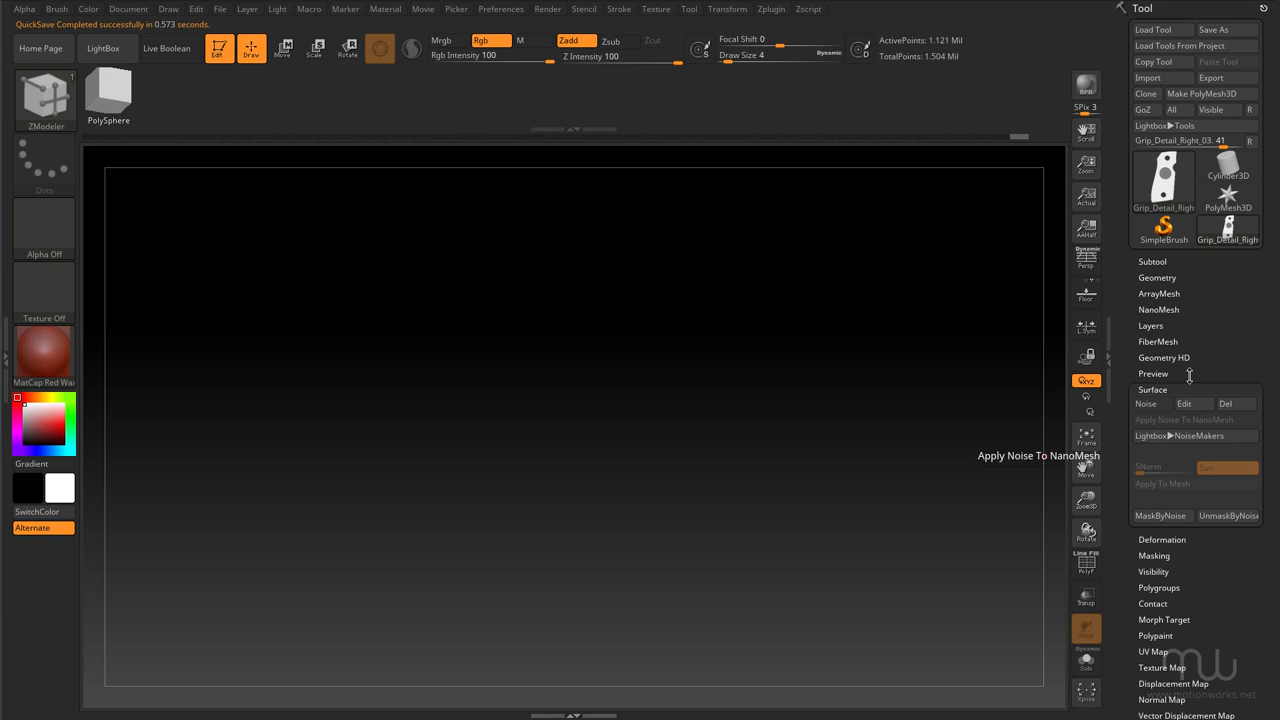 Alpha Brush Color Document Draw Edit File Layer Light Macro Marker Material Movie Picker Preferences Render Stencil Stroke Texture Tool Transform Zplugin Zscript
QuickSave Completed successfully in 0.573 seconds.
Home Page LightBox Live Boolean Edit Draw Move Scale Rotate
Mrgb Rgb M Zadd Zsub Zcut
Rgb Intensity 100 Z Intensity 100
Focal Shift 0
Draw Size 4 Dynamic
ActivePoints: 1.121 Mil
TotalPoints: 1.504 Mil
1
ZModeler
PolySphere
Dots
Alpha Off
Texture Off
MatCap Red Wax
Gradient
SwitchColor
Alternate
Apply Noise To NanoMesh
BPR
SPix 3
Scroll
Zoom
Actual
AAHalf
Dynamic
Persp
Floor
L.Sym
XYZ
Frame
Move
Zoom3D
Rotate
Line Fill
PolyF
Transp
Dynamic
Solo
Xpose
Tool
Load Tool Save As
Load Tools From Project
Copy Tool Paste Tool
Import Export
Clone Make PolyMesh3D
GoZ All Visible R
Lightbox▶Tools
Grip_Detail_Right_03. 41 R
Grip_Detail_Righ
Cylinder3D
PolyMesh3D
SimpleBrush Grip_Detail_Righ
Subtool
Geometry
ArrayMesh
NanoMesh
Layers
FiberMesh
Geometry HD
Preview
Surface
Noise Edit Del
Apply Noise To NanoMesh
Lightbox▶NoiseMakers
SNorm Suv
Apply To Mesh
MaskByNoise UnmaskByNoise
Deformation
Masking
Visibility
Polygroups
Contact
Morph Target
Polypaint
UV Map
Texture Map
Displacement Map
Normal Map
Vector Displacement Map
www.motionworks.net